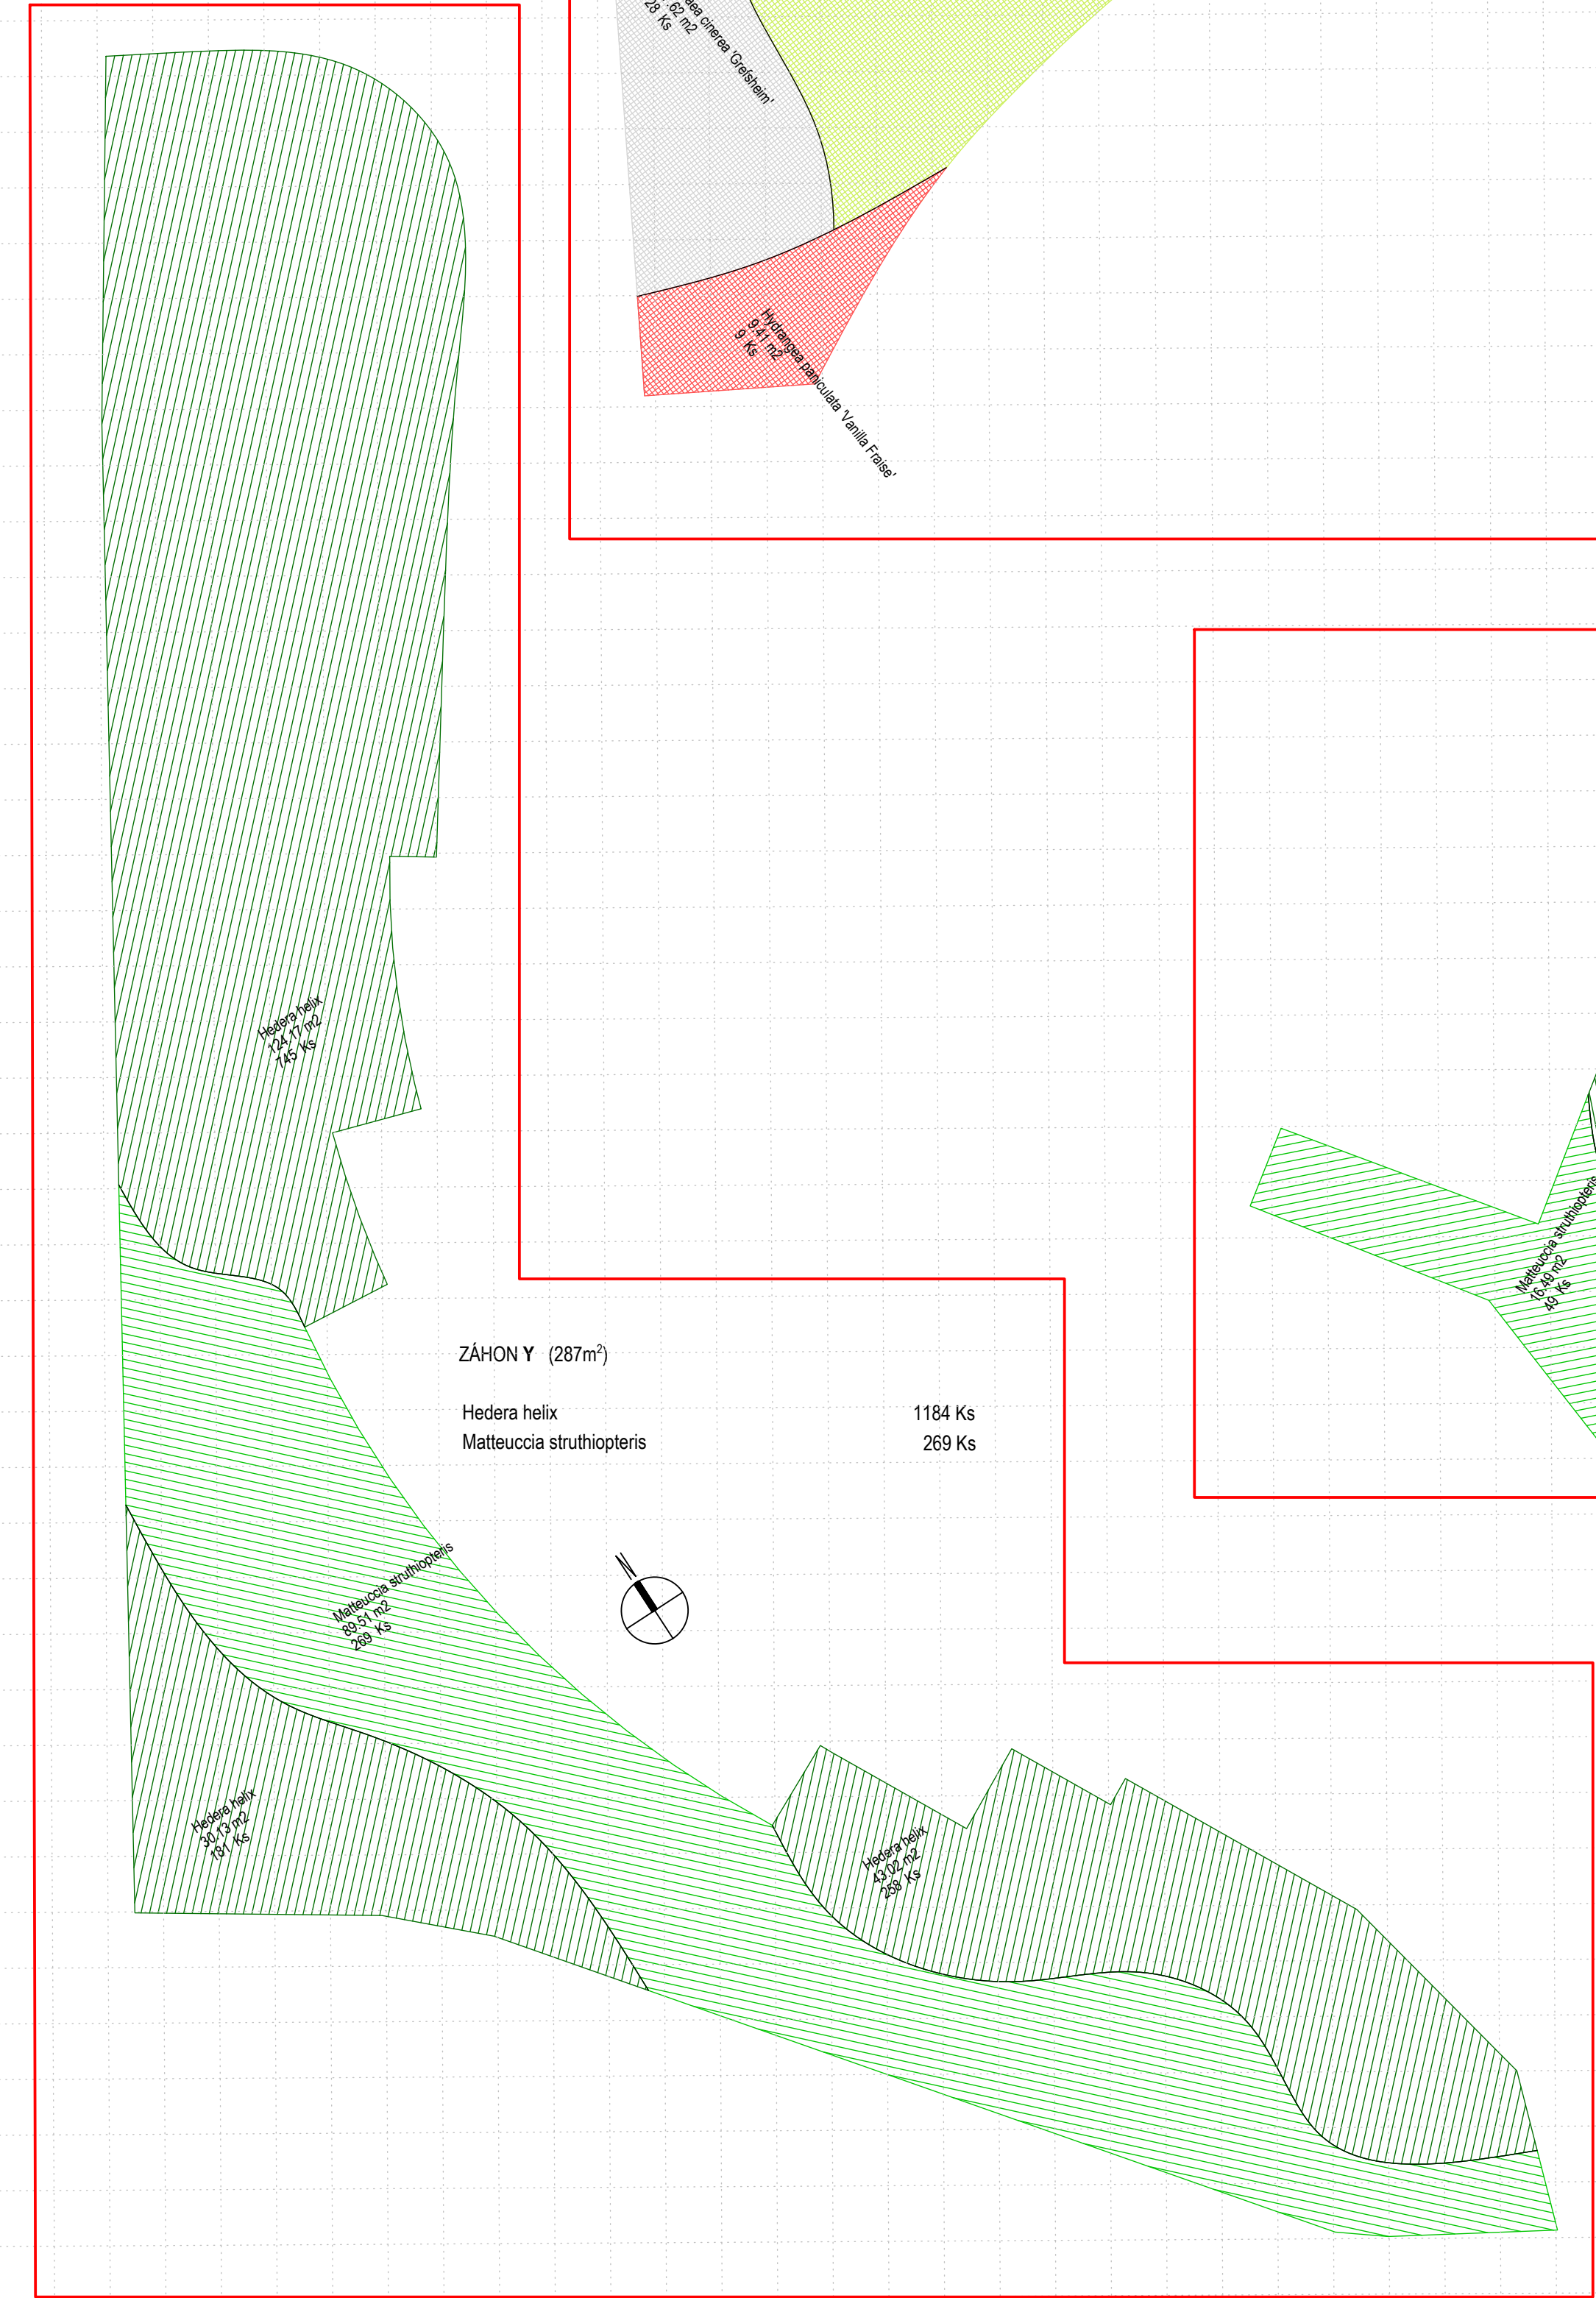 cinerea 'Grefsheim'
.62 m2
28 Ks
Hydrangea paniculata 'Vanilla Fraise'
9.41 m2
9 Ks
Hedera helix
124.17 m2
745 Ks
Matteuccia struthiopteris
16.49 m2
49 Ks
ZÁHON Y (287m²)
Hedera helix 1184 Ks
Matteuccia struthiopteris 269 Ks
N
Matteuccia struthiopteris
89.51 m2
269 Ks
Hedera helix
30.13 m2
181 Ks
Hedera helix
43.02 m2
258 Ks